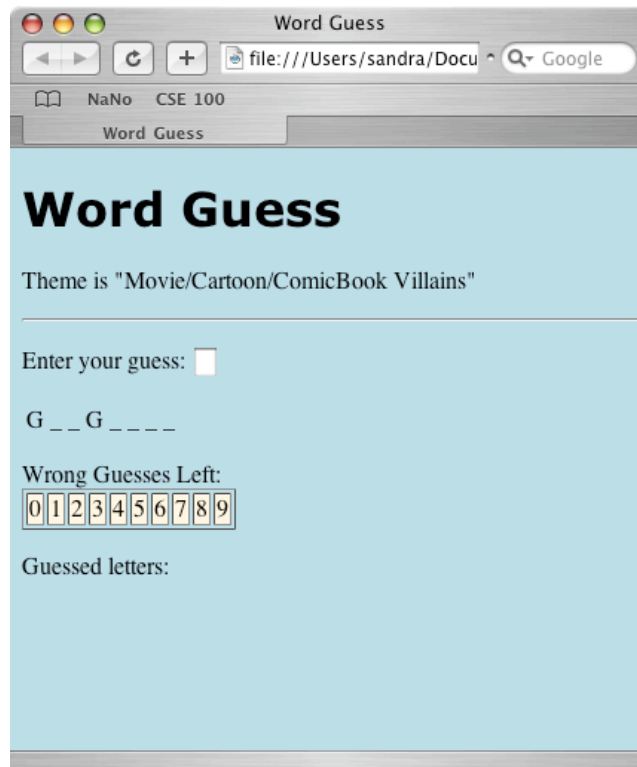 Word Guess
file:///Users/sandra/Docu Google
NaNo CSE 100
Word Guess
Word Guess
Theme is "Movie/Cartoon/ComicBook Villains"
Enter your guess:
G _ _ G _ _ _ _
Wrong Guesses Left:
0 1 2 3 4 5 6 7 8 9
Guessed letters: